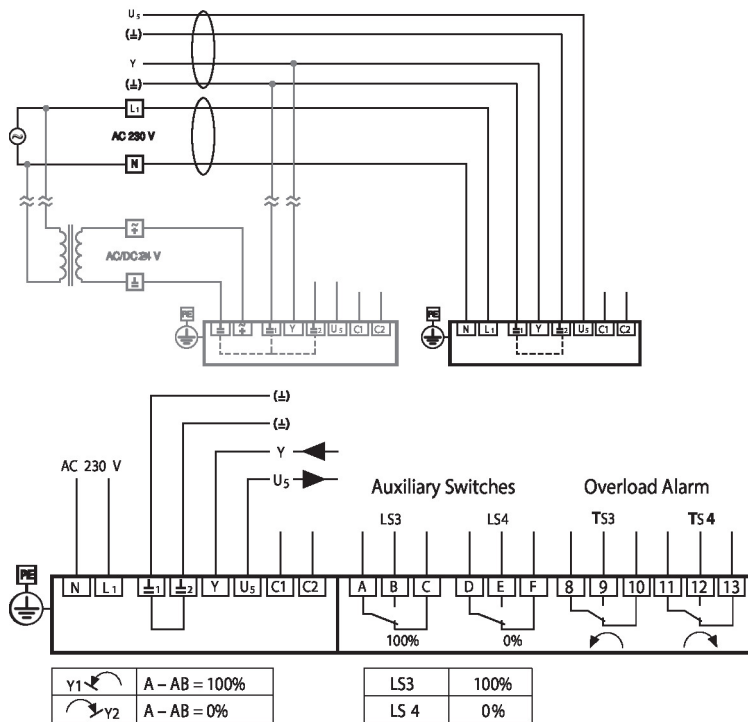 U5
(⊥)
Y
(⊥)
L1
AC 230 V
N
~
+
AC/DC 24 V
⊥
PE
⊥ ~ + ⊥1 Y ⊥2 U5 C1 C2
PE
N L1 ⊥1 Y ⊥2 U5 C1 C2
(⊥)
(⊥)
Y
U5
AC 230 V
Auxiliary Switches
Overload Alarm
LS3 LS4 TS3 TS4
PE
N L1 ⊥1 ⊥2 Y U5 C1 C2 A B C D E F 8 9 10 11 12 13
100% 0%
Y1 A – AB = 100%
Y2 A – AB = 0%
LS3 100%
LS 4 0%